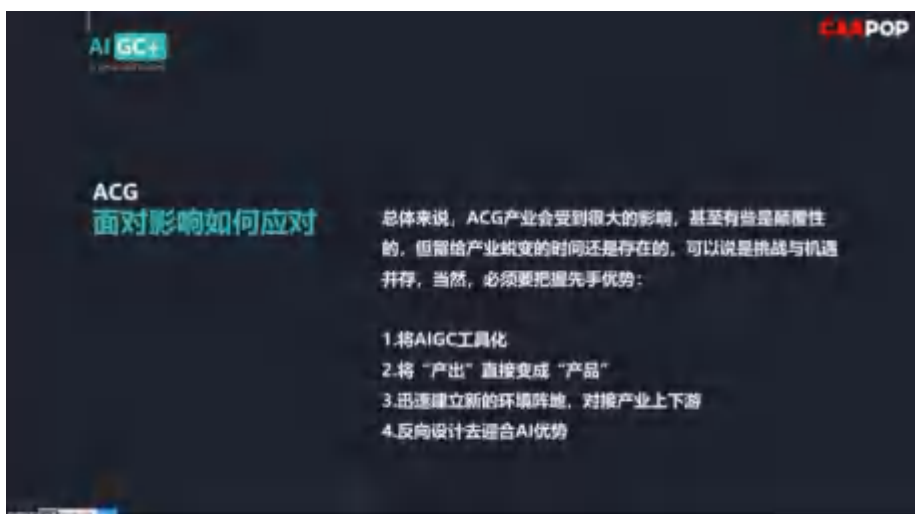 AI GC+
CAAPOP
ACG
面对影响如何应对
总体来说，ACG产业会受到很大的影响，甚至有些是颠覆性
的，但留给产业蜕变的时间还是存在的，可以说是挑战与机遇
并存，当然，必须要把握先手优势：
1.将AIGC工具化
2.将“产出”直接变成“产品”
3.迅速建立新的环境阵地，对接产业上下游
4.反向设计去迎合AI优势